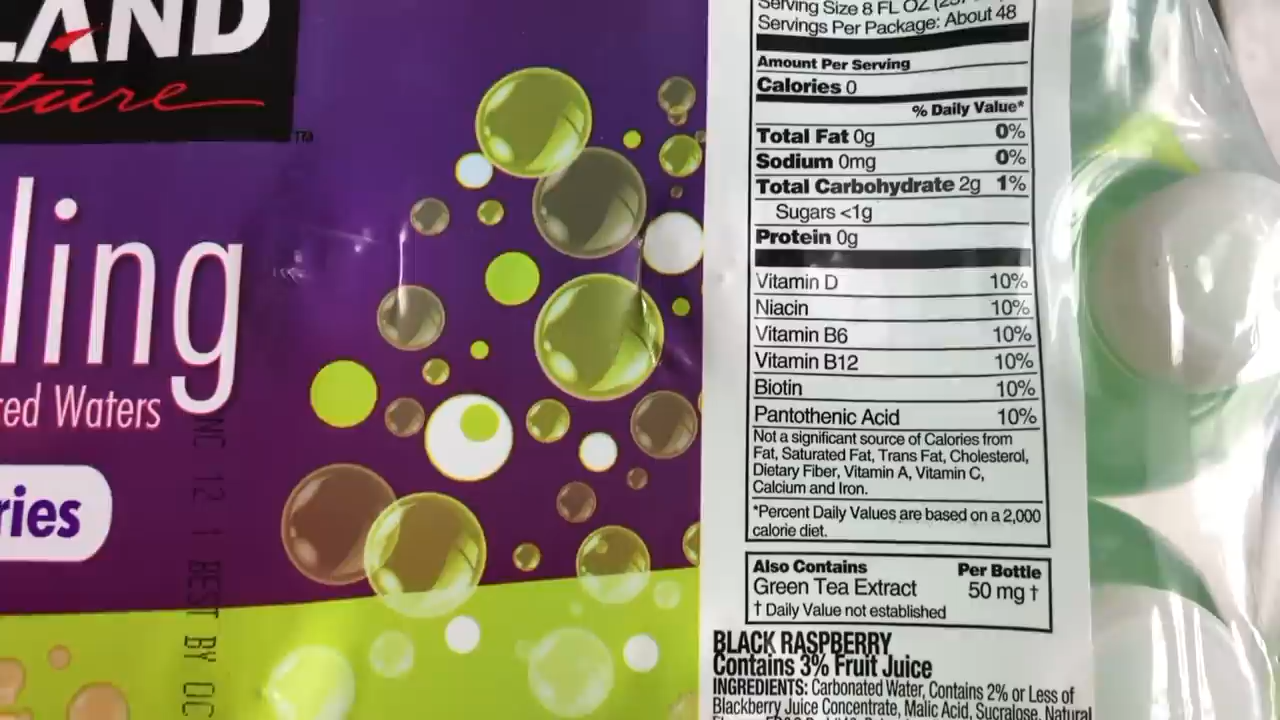 LAND
ture
TM
ling
red Waters
ries
NC 12 1 BEST BY OC
Serving Size 8 FL OZ
Servings Per Package: About 48
Amount Per Serving
Calories 0
% Daily Value*
Total Fat 0g 0%
Sodium 0mg 0%
Total Carbohydrate 2g 1%
Sugars <1g
Protein 0g
Vitamin D 10%
Niacin 10%
Vitamin B6 10%
Vitamin B12 10%
Biotin 10%
Pantothenic Acid 10%
Not a significant source of Calories from
Fat, Saturated Fat, Trans Fat, Cholesterol,
Dietary Fiber, Vitamin A, Vitamin C,
Calcium and Iron.
*Percent Daily Values are based on a 2,000
calorie diet.
Also Contains Per Bottle
Green Tea Extract 50 mg †
† Daily Value not established
BLACK RASPBERRY
Contains 3% Fruit Juice
INGREDIENTS: Carbonated Water, Contains 2% or Less of
Blackberry Juice Concentrate, Malic Acid, Sucralose, Natural